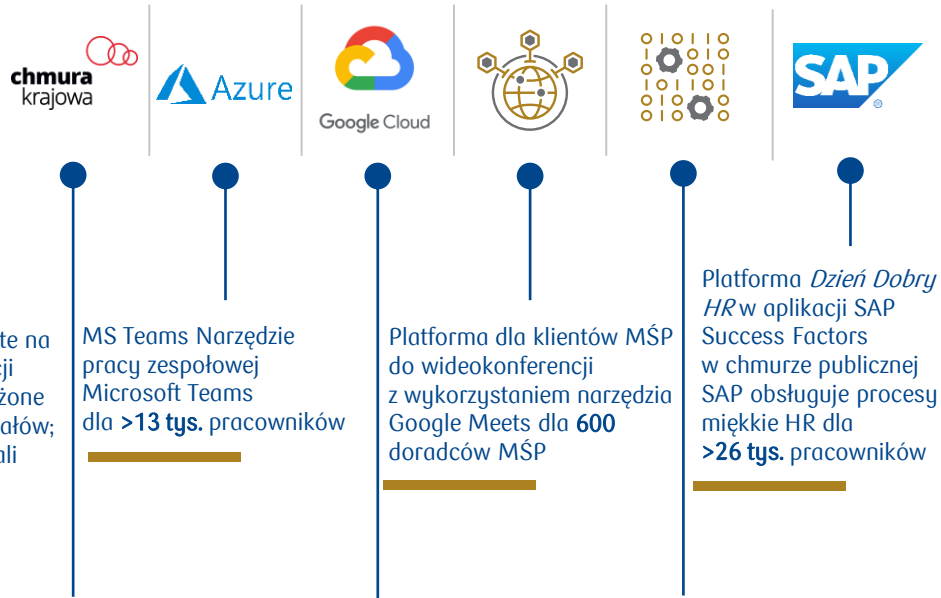 chmura
krajowa
Azure
Google Cloud
SAP
te na
cji
żone
ałów;
ali
MS Teams Narzędzie
pracy zespołowej
Microsoft Teams
dla >13 tys. pracowników
Platforma dla klientów MŚP
do wideokonferencji
z wykorzystaniem narzędzia
Google Meets dla 600
doradców MŚP
Platforma Dzień Dobry
HR w aplikacji SAP
Success Factors
w chmurze publicznej
SAP obsługuje procesy
miękkie HR dla
>26 tys. pracowników